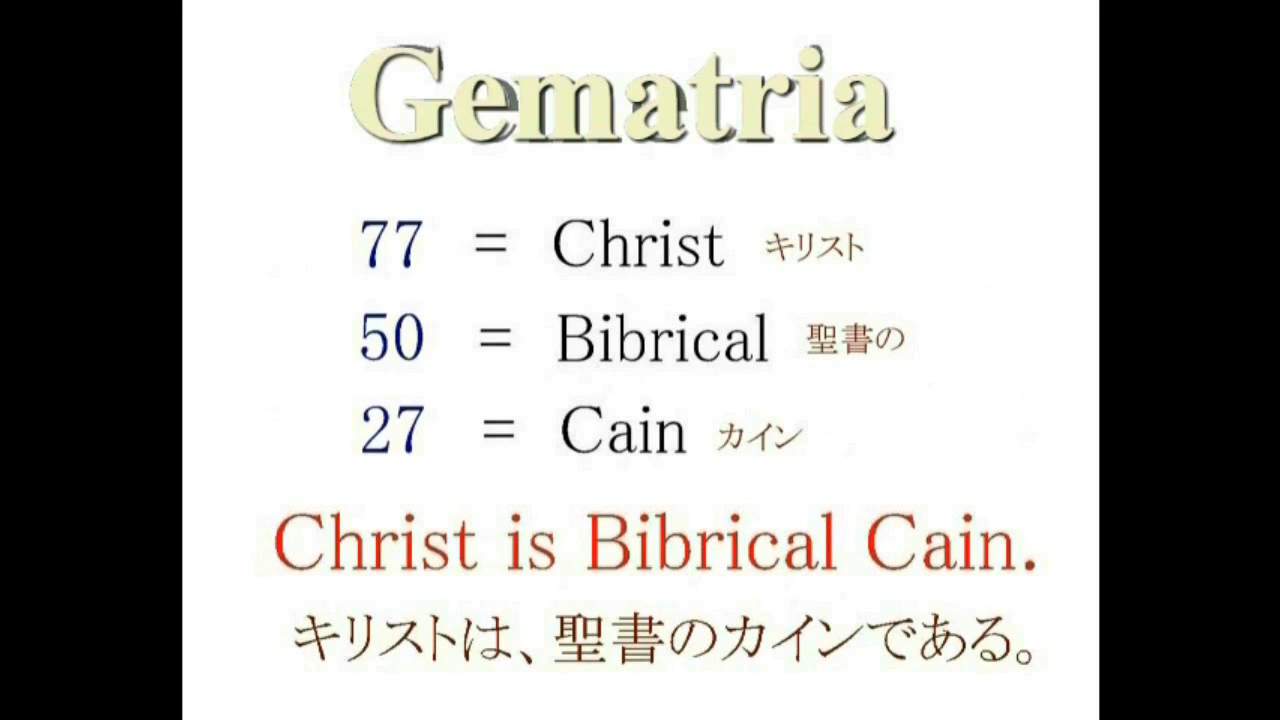 Gematria
77 = Christ キリスト
50 = Bibrical 聖書の
27 = Cain カイン
Christ is Bibrical Cain.
キリストは、聖書のカインである。